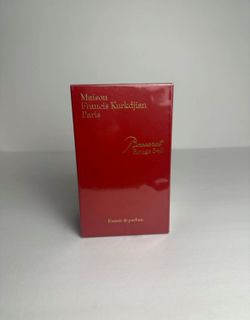 Maison
Francis Kurkdjian
Paris
Baccarat
Rouge 540
Extrait de parfum